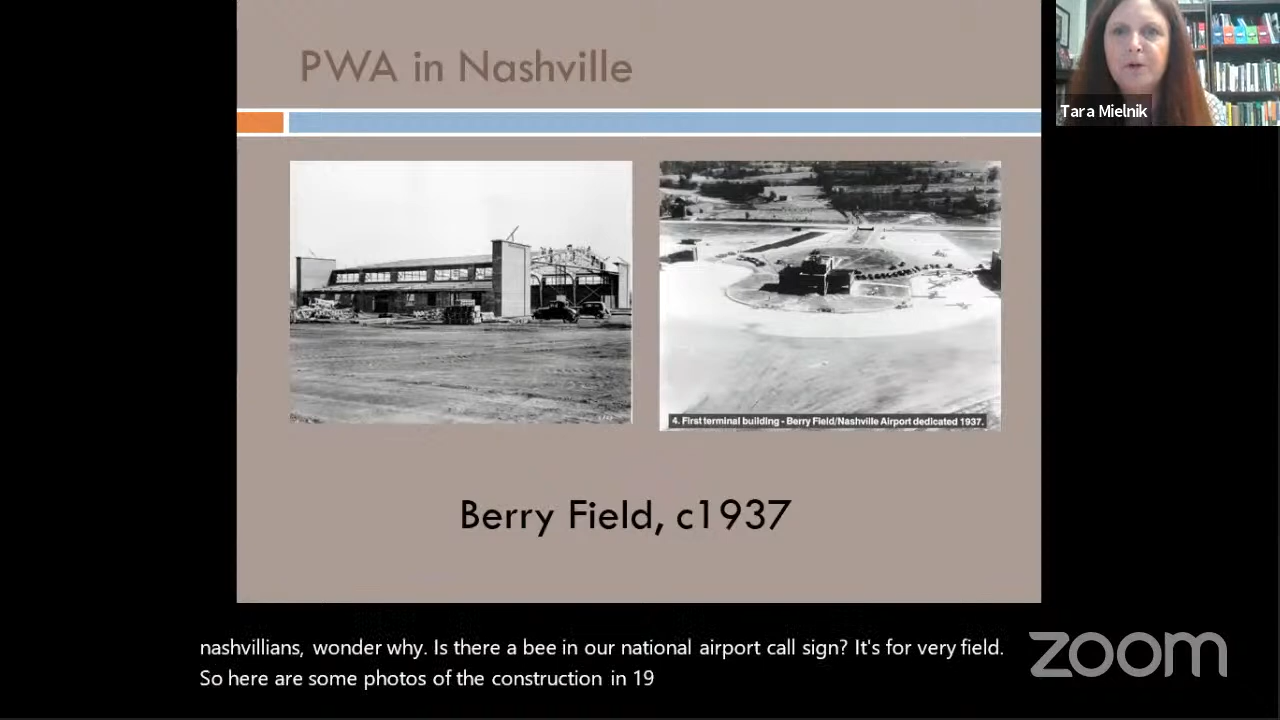 PWA in Nashville
Tara Mielnik
4. First terminal building - Berry Field/Nashville Airport dedicated 1937.
Berry Field, c1937
nashvillians, wonder why. Is there a bee in our national airport call sign? It's for very field.
So here are some photos of the construction in 19
zoom